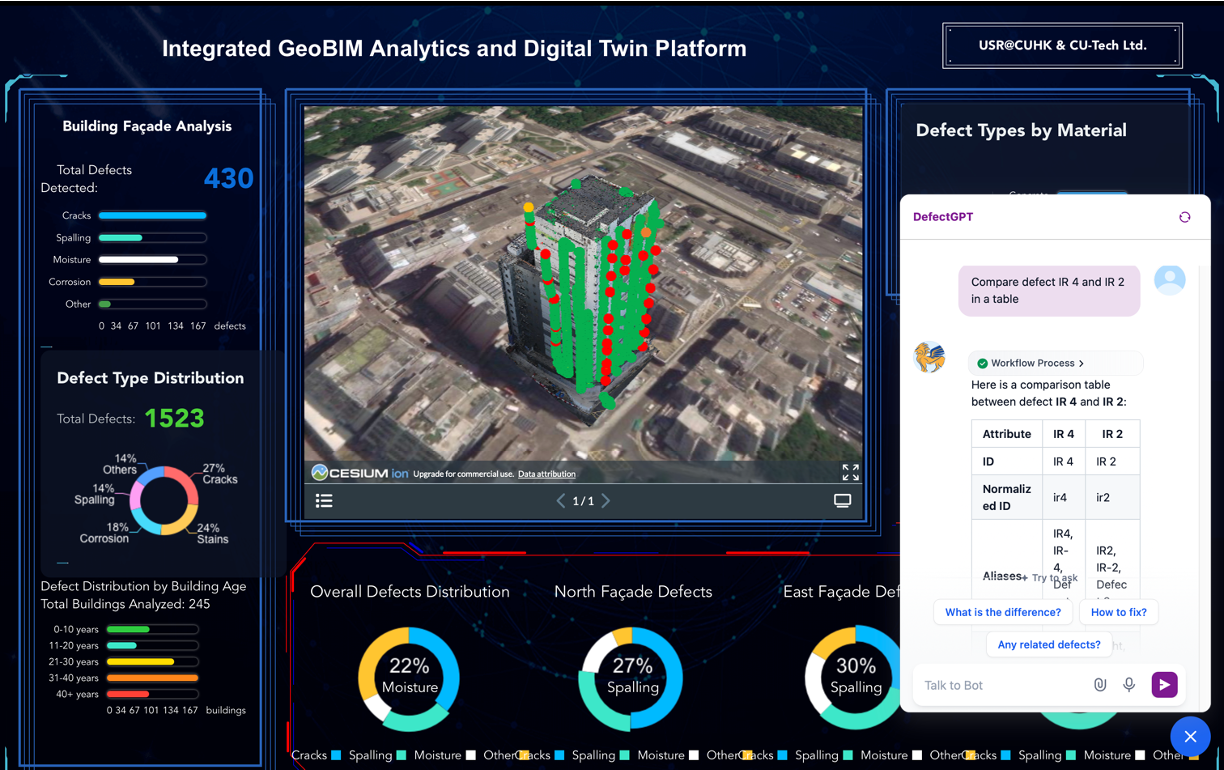 Integrated GeoBIM Analytics and Digital Twin Platform
USR@CUHK & CU-Tech Ltd.
Building Façade Analysis
Total Defects
Detected:
430
Cracks
Spalling
Moisture
Corrosion
Other
0 34 67 101 134 167 defects
Defect Type Distribution
Total Defects: 1523
14%
Others
27%
Cracks
14%
Spalling
18%
Corrosion
24%
Stains
Defect Distribution by Building Age
Total Buildings Analyzed: 245
0-10 years
11-20 years
21-30 years
31-40 years
40+ years
0 34 67 101 134 167 buildings
CESIUM ion Upgrade for commercial use. Data attribution
1 / 1
Overall Defects Distribution
22%
Moisture
Cracks Spalling Moisture Other
North Façade Defects
27%
Spalling
Cracks Spalling Moisture Other
East Façade Def
30%
Spalling
Cracks Spalling Moisture Other
Cracks Spalling Moisture Other
Defect Types by Material
DefectGPT
Compare defect IR 4 and IR 2
in a table
Workflow Process >
Here is a comparison table
between defect IR 4 and IR 2:
Attribute IR 4 IR 2
ID IR 4 IR 2
Normaliz
ed ID
ir4 ir2
Aliases
IR4,
IR-
4,
Def
IR2,
IR-2,
Defec
+ Try to ask
What is the difference?
How to fix?
Any related defects?
Talk to Bot